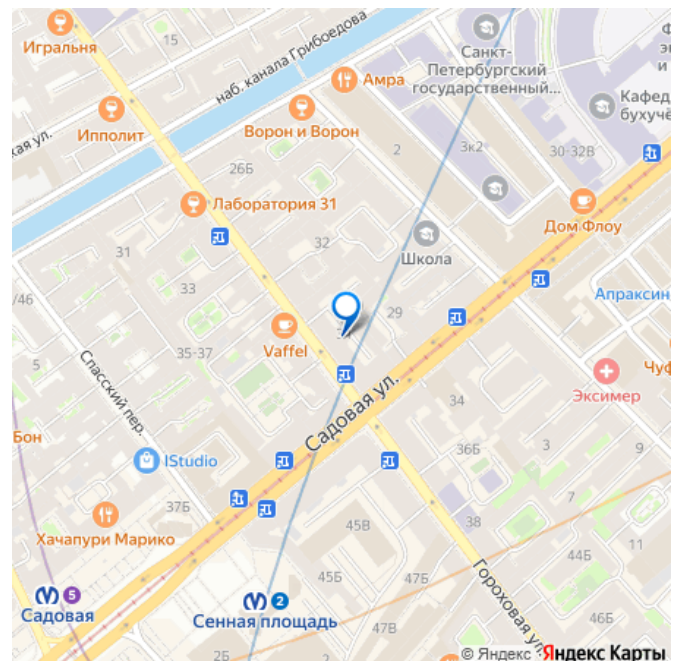 Игральня
15
наб. канала Грибоедова
Амра
Санкт-
Петербургский
государственный...
Кафед
бухучё
Ипполит
кая ул.
Ворон и Ворон
2
3к2
30-32В
26Б
Лаборатория 31
Дом Флоу
31
32
Школа
33
/46
Апраксин
29
5
35-37
Vaffel
Чуф
Спасский пер.
Садовая ул.
34
Эксимер
Бон
IStudio
36Б
3
9
7
37Б
38
Хачапури Марико
45В
44Б
11
5
Садовая
2
Сенная площадь
45Б
47Б
46Б
Гороховая ул.
47В
2Б
© Яндекс Яндекс Карты